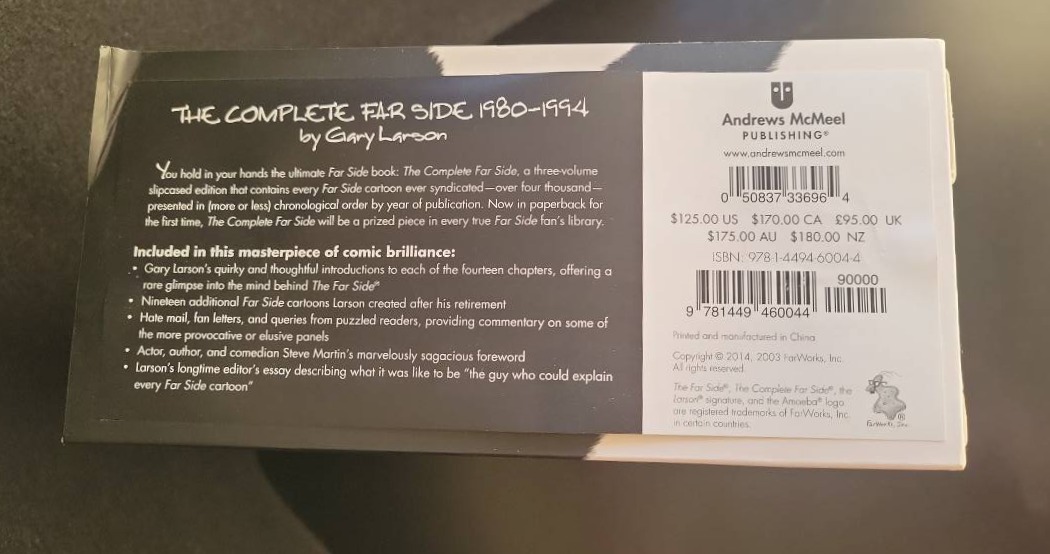 THE COMPLETE FAR SIDE 1980–1994
by Gary Larson
You hold in your hands the ultimate Far Side book: The Complete Far Side, a three-volume
slipcased edition that contains every Far Side cartoon ever syndicated—over four thousand—
presented in (more or less) chronological order by year of publication. Now in paperback for
the first time, The Complete Far Side will be a prized piece in every true Far Side fan's library.
Included in this masterpiece of comic brilliance:
• Gary Larson's quirky and thoughtful introductions to each of the fourteen chapters, offering a
rare glimpse into the mind behind The Far Side®
• Nineteen additional Far Side cartoons Larson created after his retirement
• Hate mail, fan letters, and queries from puzzled readers, providing commentary on some of
the more provocative or elusive panels
• Actor, author, and comedian Steve Martin's marvelously sagacious foreword
• Larson's longtime editor's essay describing what it was like to be "the guy who could explain
every Far Side cartoon"
Andrews McMeel
PUBLISHING®
www.andrewsmcmeel.com
0 50837 33696 4
$125.00 US $170.00 CA £95.00 UK
$175.00 AU $180.00 NZ
ISBN: 978-1-4494-6004-4
90000
9 781449 460044
Printed and manufactured in China
Copyright © 2014, 2003 FarWorks, Inc.
All rights reserved.
The Far Side®, The Complete Far Side®, the
Larson® signature, and the Amoeba® logo
are registered trademarks of FarWorks, Inc.
in certain countries.
®
FarWorks, Inc.